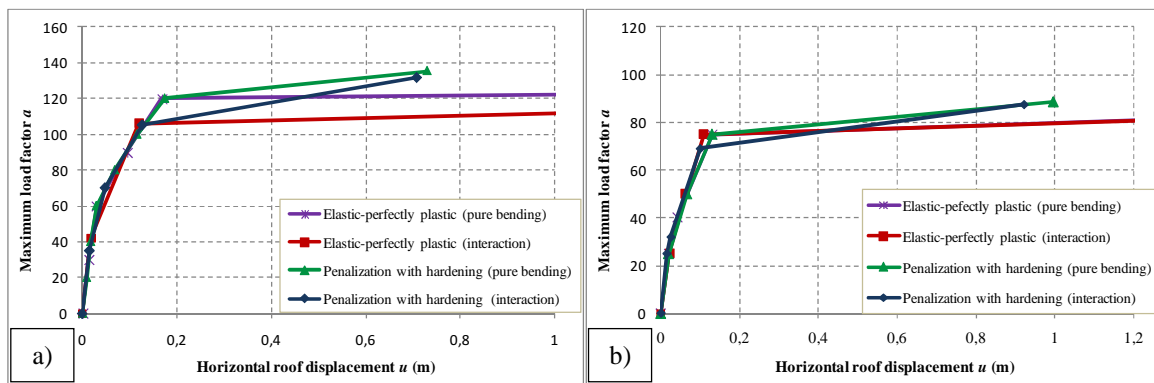 160
140
120
100
80
60
40
20
0
Maximum load factor a
0 0,2 0,4 0,6 0,8 1
Horizontal roof displacement u (m)
Elastic-pefectly plastic (pure bending)
Elastic-perfectly plastic (interaction)
Penalization with hardening (pure bending)
Penalization with hardening (interaction)
a)
120
100
80
60
40
20
0
Maximum load factor a
0 0,2 0,4 0,6 0,8 1 1,2
Horizontal roof displacement u (m)
Elastic-pefectly plastic (pure bending)
Elastic-perfectly plastic (interaction)
Penalization with hardening (pure bending)
Penalization with hardening (interaction)
b)